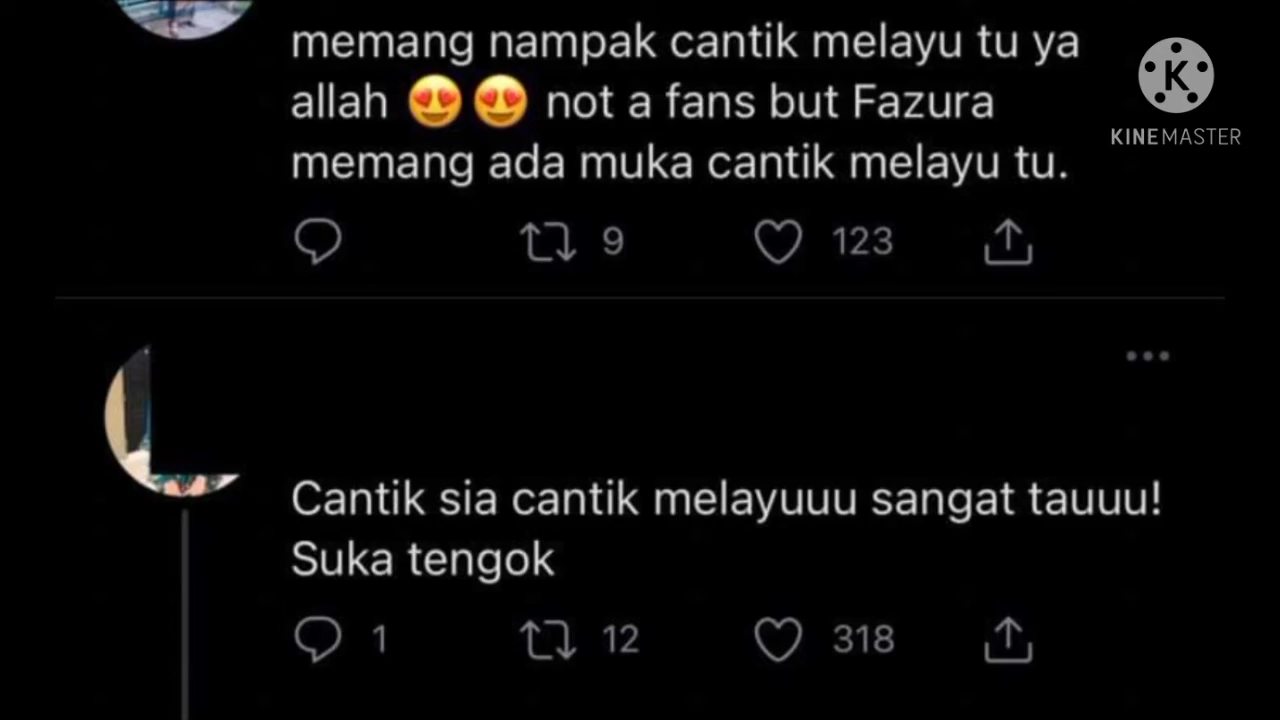 memang nampak cantik melayu tu ya
allah 😍😍 not a fans but Fazura
memang ada muka cantik melayu tu.
9
123
K
KINEMASTER
Cantik sia cantik melayuuu sangat tauuu!
Suka tengok
1
12
318